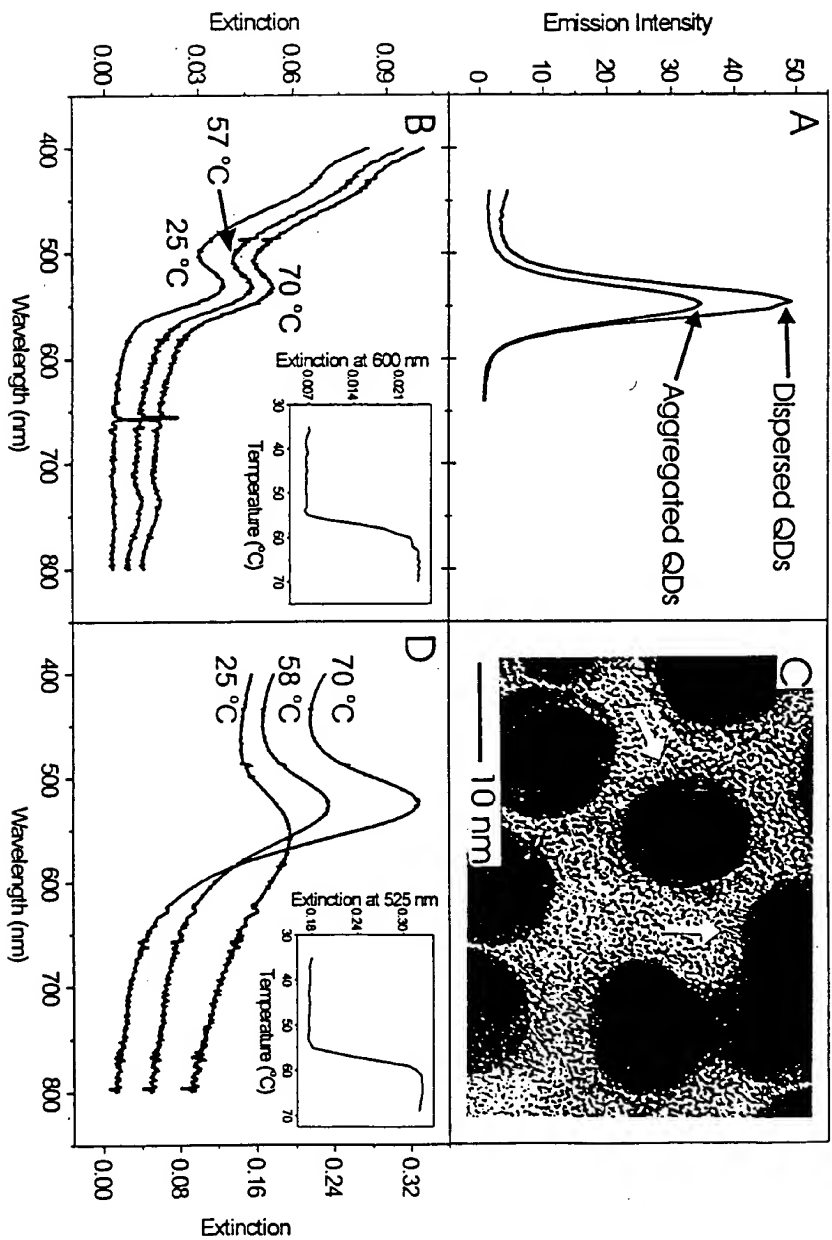 A
Emission Intensity
50
40
30
20
10
0
Dispersed QDs
Aggregated QDs
C
10 nm
B
Extinction
0.09
0.06
0.03
0.00
57 °C
25 °C
70 °C
400
500
600
700
800
Wavelength (nm)
Extinction at 600 nm
0.021
0.014
0.007
30
40
50
60
70
Temperature (°C)
D
70 °C
58 °C
25 °C
400
500
600
700
800
Wavelength (nm)
Extinction
0.32
0.24
0.16
0.08
0.00
Extinction at 525 nm
0.30
0.24
0.18
30
40
50
60
70
Temperature (°C)